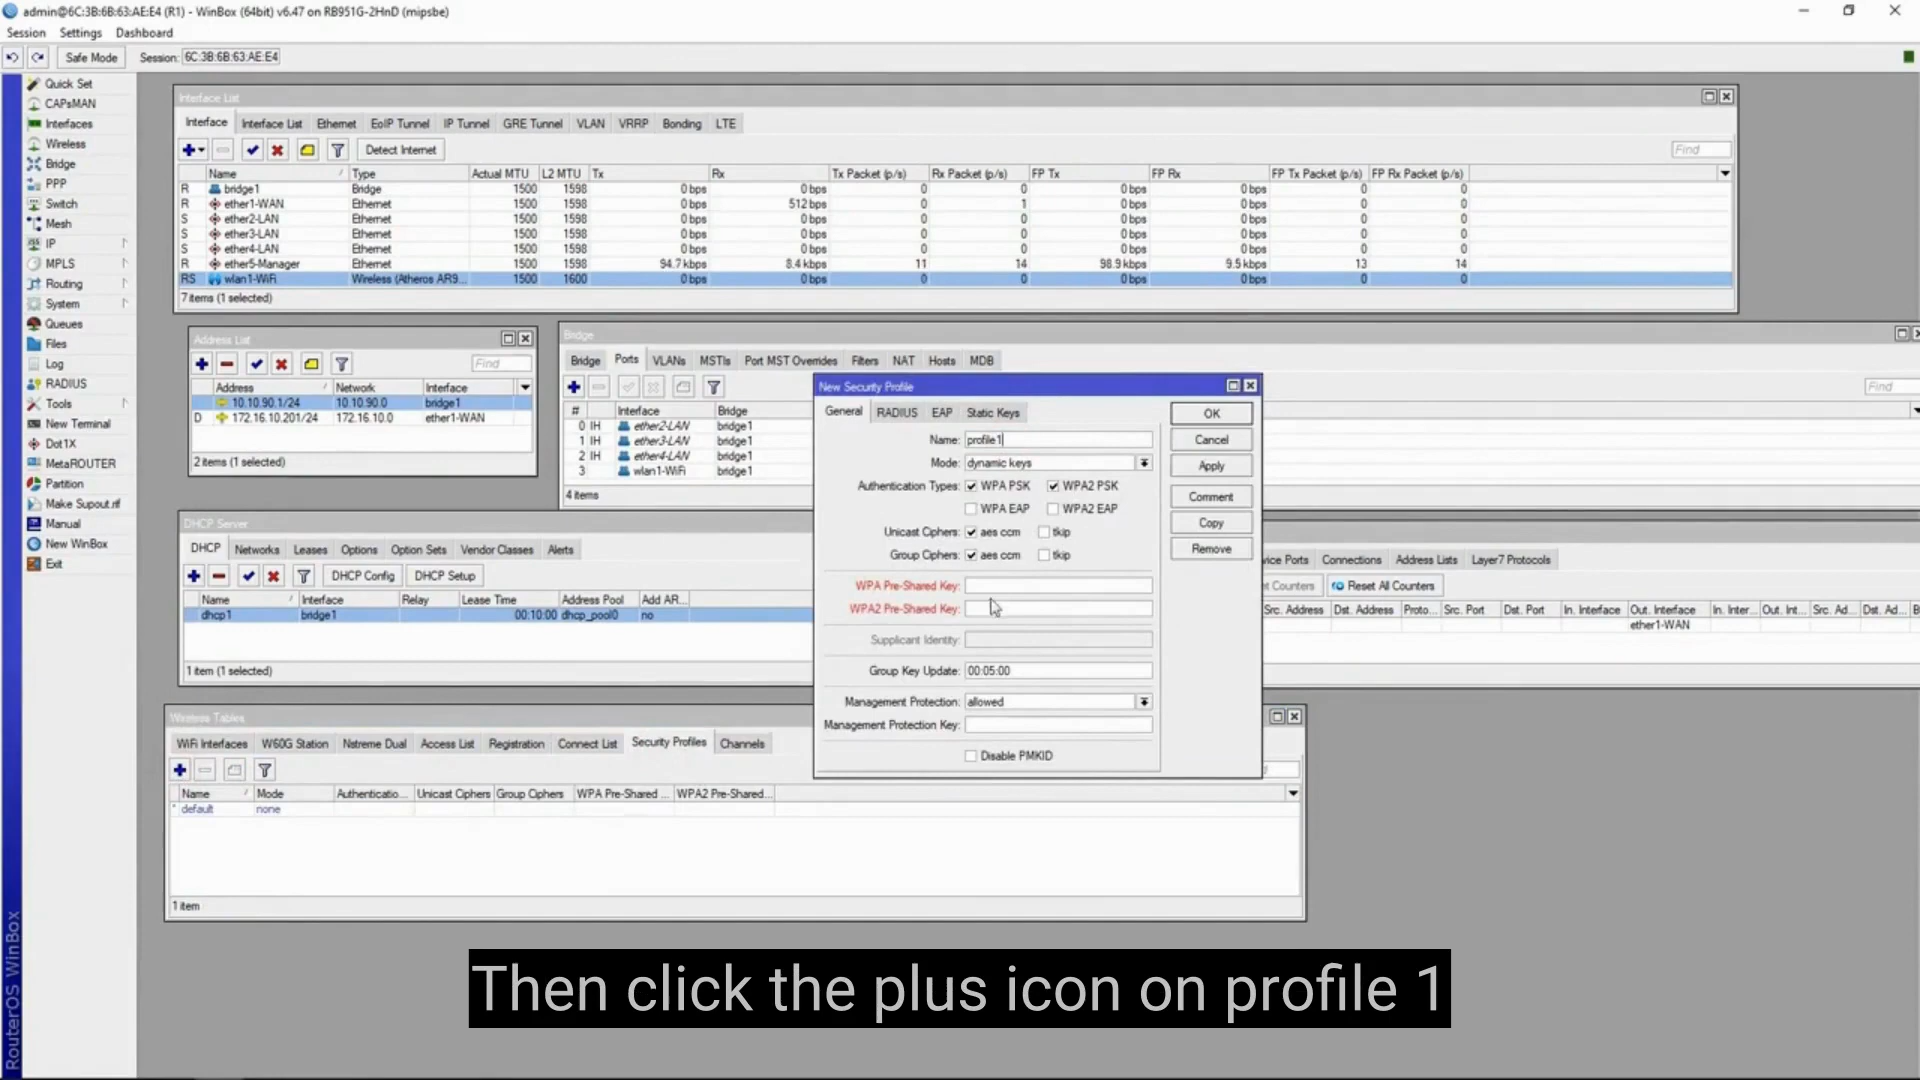 admin@6C:3B:6B:63:AE:E4 (R1) - WinBox (64bit) v6.47 on RB951G-2HnD (mipsbe)
Session Settings Dashboard
Safe Mode Session: 6C:3B:6B:63:AE:E4
Quick Set
CAPsMAN
Interfaces
Wireless
Bridge
PPP
Switch
Mesh
IP
MPLS
Routing
System
Queues
Files
Log
RADIUS
Tools
New Terminal
Dot1X
MetaROUTER
Partition
Make Supout.rif
Manual
New WinBox
Exit
RouterOS WinBox
Interface List
Interface Interface List Ethernet EoIP Tunnel IP Tunnel GRE Tunnel VLAN VRRP Bonding LTE
Detect Internet Find
Name Type Actual MTU L2 MTU Tx Rx Tx Packet (p/s) Rx Packet (p/s) FP Tx FP Rx FP Tx Packet (p/s) FP Rx Packet (p/s)
R bridge1 Bridge 1500 1598 0 bps 0 bps 0 0 0 bps 0 bps 0 0
R ether1-WAN Ethernet 1500 1598 0 bps 512 bps 0 1 0 bps 0 bps 0 0
S ether2-LAN Ethernet 1500 1598 0 bps 0 bps 0 0 0 bps 0 bps 0 0
S ether3-LAN Ethernet 1500 1598 0 bps 0 bps 0 0 0 bps 0 bps 0 0
S ether4-LAN Ethernet 1500 1598 0 bps 0 bps 0 0 0 bps 0 bps 0 0
R ether5-Manager Ethernet 1500 1598 94.7 kbps 8.4 kbps 11 14 98.9 kbps 9.5 kbps 13 14
RS wlan1-WiFi Wireless (Atheros AR9... 1500 1600 0 bps 0 bps 0 0 0 bps 0 bps 0 0
7 items (1 selected)
Address List
Find
Address Network Interface
10.10.90.1/24 10.10.90.0 bridge1
D 172.16.10.201/24 172.16.10.0 ether1-WAN
2 items (1 selected)
Bridge
Bridge Ports VLANs MSTIs Port MST Overrides Filters NAT Hosts MDB
Find
# Interface Bridge
0 IH ether2-LAN bridge1
1 IH ether3-LAN bridge1
2 IH ether4-LAN bridge1
3 wlan1-WiFi bridge1
4 items
New Security Profile
General RADIUS EAP Static Keys
Name: profile1
Mode: dynamic keys
Authentication Types: WPA PSK WPA2 PSK
WPA EAP WPA2 EAP
Unicast Ciphers: aes ccm tkip
Group Ciphers: aes ccm tkip
WPA Pre-Shared Key:
WPA2 Pre-Shared Key:
Supplicant Identity:
Group Key Update: 00:05:00
Management Protection: allowed
Management Protection Key:
Disable PMKID
OK
Cancel
Apply
Comment
Copy
Remove
DHCP Server
DHCP Networks Leases Options Option Sets Vendor Classes Alerts
DHCP Config DHCP Setup
Name Interface Relay Lease Time Address Pool Add AR...
dhcp1 bridge1 00:10:00 dhcp_pool0 no
1 item (1 selected)
vice Ports Connections Address Lists Layer7 Protocols
et Counters Reset All Counters
Src. Address Dst. Address Proto... Src. Port Dst. Port In. Interface Out. Interface In. Inter... Out. Int... Src. Ad... Dst. Ad... B
ether1-WAN
Wireless Tables
WiFi Interfaces W60G Station Nstreme Dual Access List Registration Connect List Security Profiles Channels
Name Mode Authenticatio... Unicast Ciphers Group Ciphers WPA Pre-Shared ... WPA2 Pre-Shared...
* default none
1 item
Then click the plus icon on profile 1